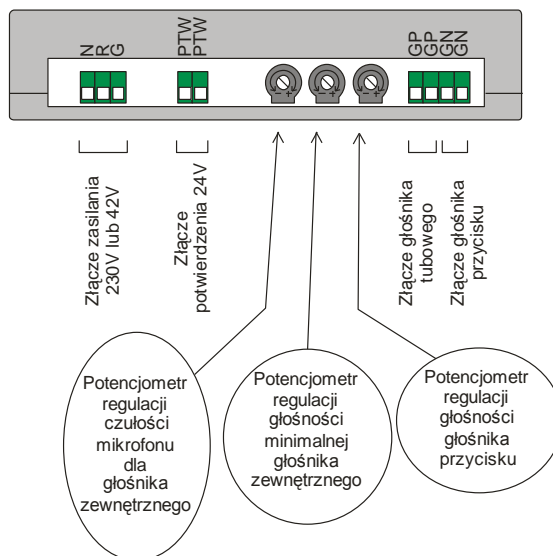 N
R
G
PTW
PTW
GP
GP
GN
GN
- +
- +
- +
Złącze zasilania
230V lub 42V
Złącze
potwierdzenia 24V
Złącze głośnika
tubowego
Złącze głośnika
przycisku
Potencjometr
regulacji
czułości
mikrofonu
dla
głośnika
zewnętrznego
Potencjometr
regulacji
głośności
minimalnej
głośnika
zewnętrznego
Potencjometr
regulacji
głośności
głośnika
przycisku